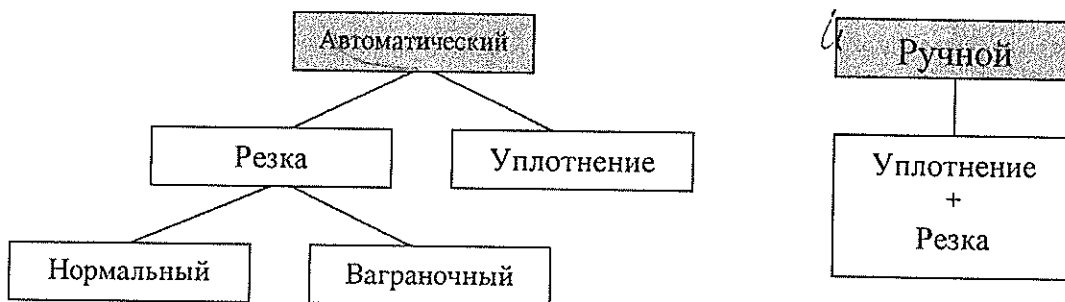 Автоматический
Ручной
Резка
Уплотнение
Уплотнение
+
Резка
Нормальный
Ваграночный